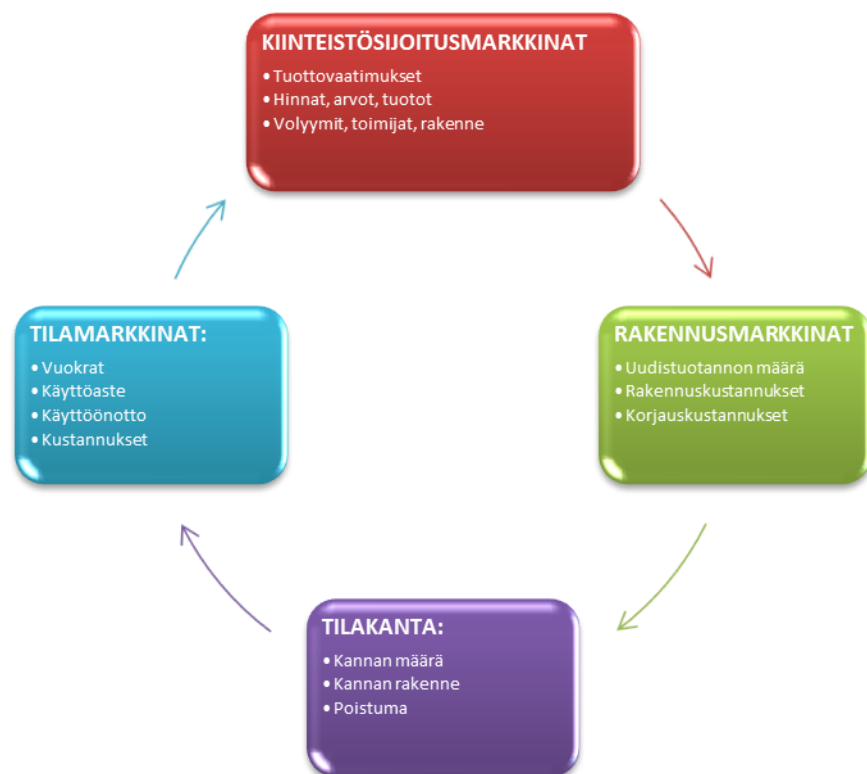 KIINTEISTÖSIJOITUSMARKKINAT
• Tuottovaatimukset
• Hinnat, arvot, tuotot
• Volyymit, toimijat, rakenne
TILAMARKKINAT:
• Vuokrat
• Käyttöaste
• Käyttöönotto
• Kustannukset
RAKENNUSMARKKINAT
• Uudistuotannon määrä
• Rakennuskustannukset
• Korjauskustannukset
TILAKANTA:
• Kannan määrä
• Kannan rakenne
• Poistuma